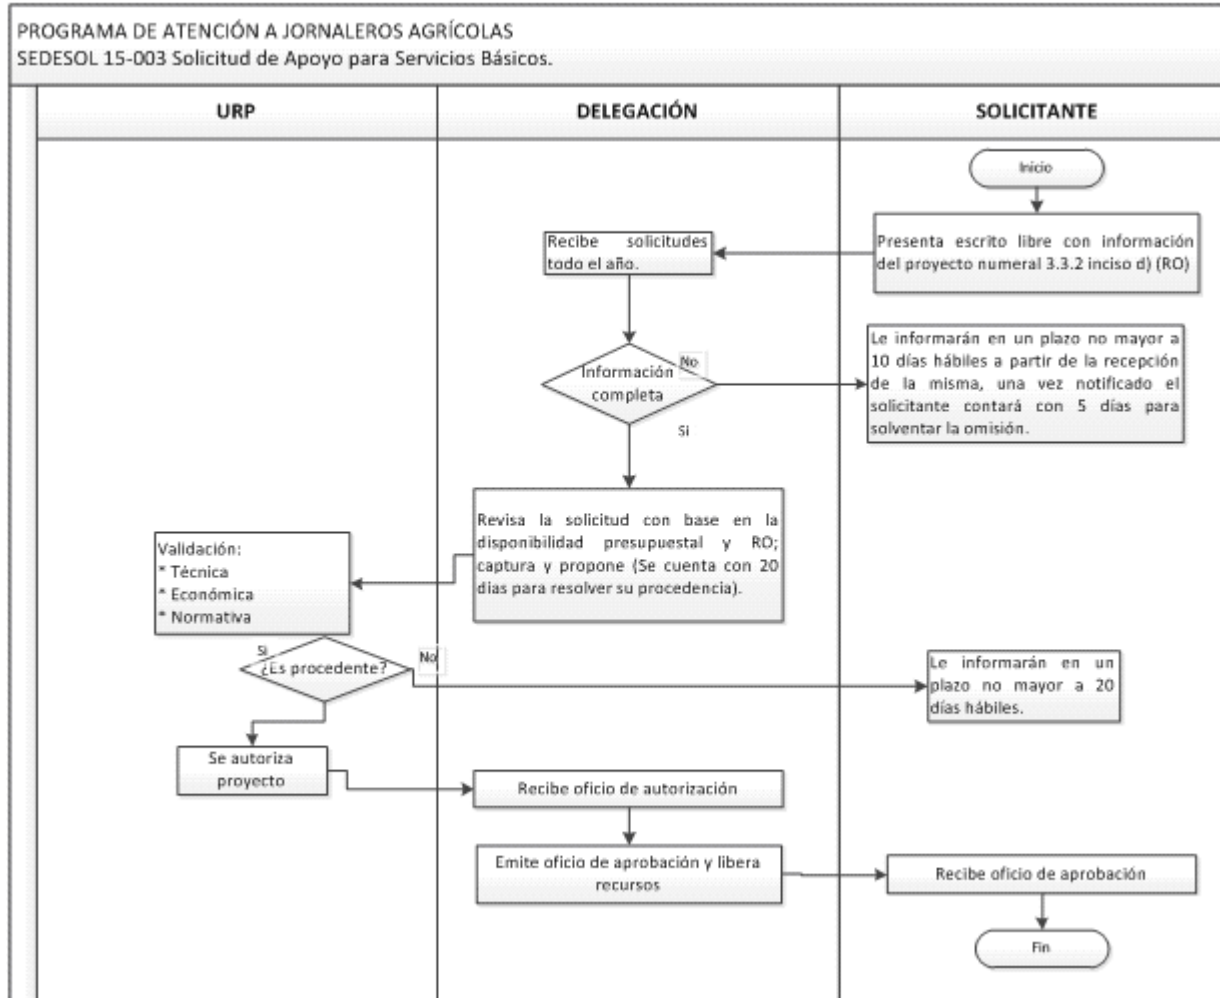 PROGRAMA DE ATENCIÓN A JORNALEROS AGRÍCOLAS
SEDESOL 15-003 Solicitud de Apoyo para Servicios Básicos.
URP
DELEGACIÓN
SOLICITANTE
Inicio
Presenta escrito libre con información
del proyecto numeral 3.3.2 inciso d) (RO)
Recibe solicitudes
todo el año.
Información
completa
No
Si
Le informarán en un plazo no mayor a
10 días hábiles a partir de la recepción
de la misma, una vez notificado el
solicitante contará con 5 días para
solventar la omisión.
Revisa la solicitud con base en la
disponibilidad presupuestal y RO;
captura y propone (Se cuenta con 20
dias para resolver su procedencia).
Validación:
* Técnica
* Económica
* Normativa
Si
¿Es procedente?
No
Le informarán en un
plazo no mayor a 20
días hábiles.
Se autoriza
proyecto
Recibe oficio de autorización
Emite oficio de aprobación y libera
recursos
Recibe oficio de aprobación
Fin